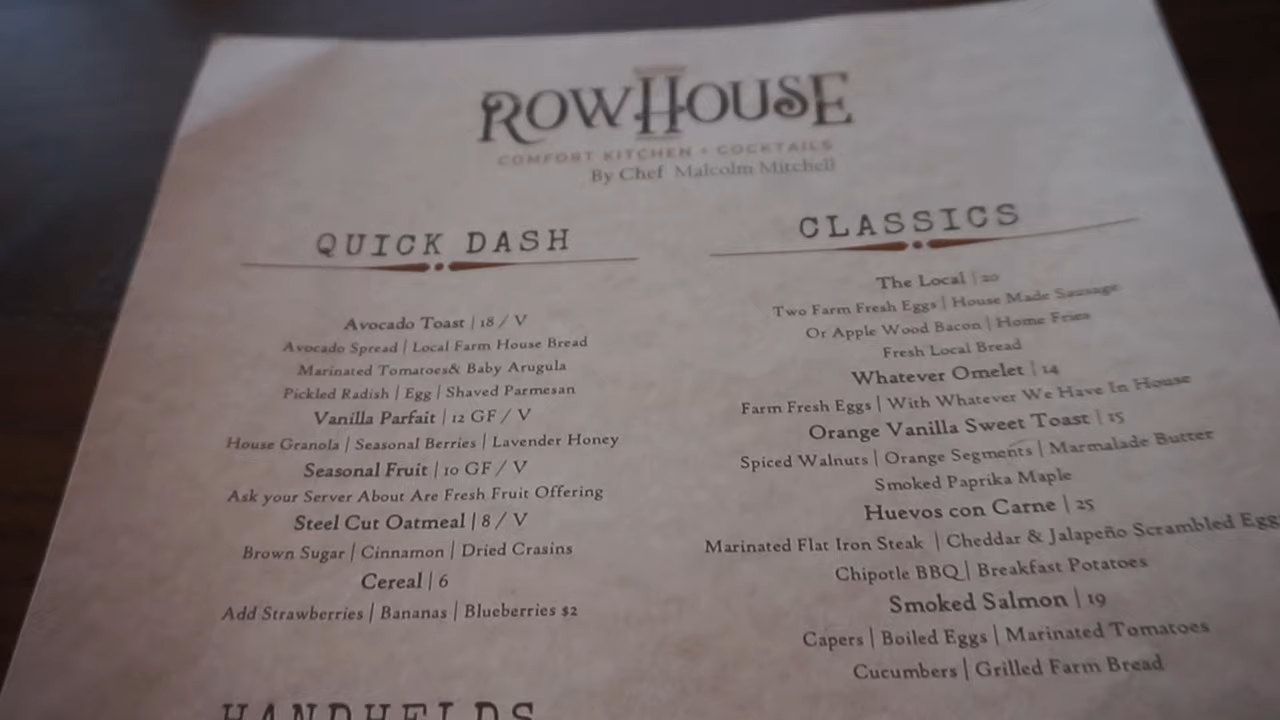 ROWHOUSE
COMFORT KITCHEN • COCKTAILS
By Chef Malcolm Mitchell
QUICK DASH
Avocado Toast | 18 / V
Avocado Spread | Local Farm House Bread
Marinated Tomatoes& Baby Arugula
Pickled Radish | Egg | Shaved Parmesan
Vanilla Parfait | 12 GF / V
House Granola | Seasonal Berries | Lavender Honey
Seasonal Fruit | 10 GF / V
Ask your Server About Are Fresh Fruit Offering
Steel Cut Oatmeal | 8 / V
Brown Sugar | Cinnamon | Dried Crasins
Cereal | 6
Add Strawberries | Bananas | Blueberries $2
HANDHELDS
CLASSICS
The Local | 20
Two Farm Fresh Eggs | House Made Sausage
Or Apple Wood Bacon | Home Fries
Fresh Local Bread
Whatever Omelet | 14
Farm Fresh Eggs | With Whatever We Have In House
Orange Vanilla Sweet Toast | 15
Spiced Walnuts | Orange Segments | Marmalade Butter
Smoked Paprika Maple
Huevos con Carne | 25
Marinated Flat Iron Steak | Cheddar & Jalapeño Scrambled Egg
Chipotle BBQ | Breakfast Potatoes
Smoked Salmon | 19
Capers | Boiled Eggs | Marinated Tomatoes
Cucumbers | Grilled Farm Bread